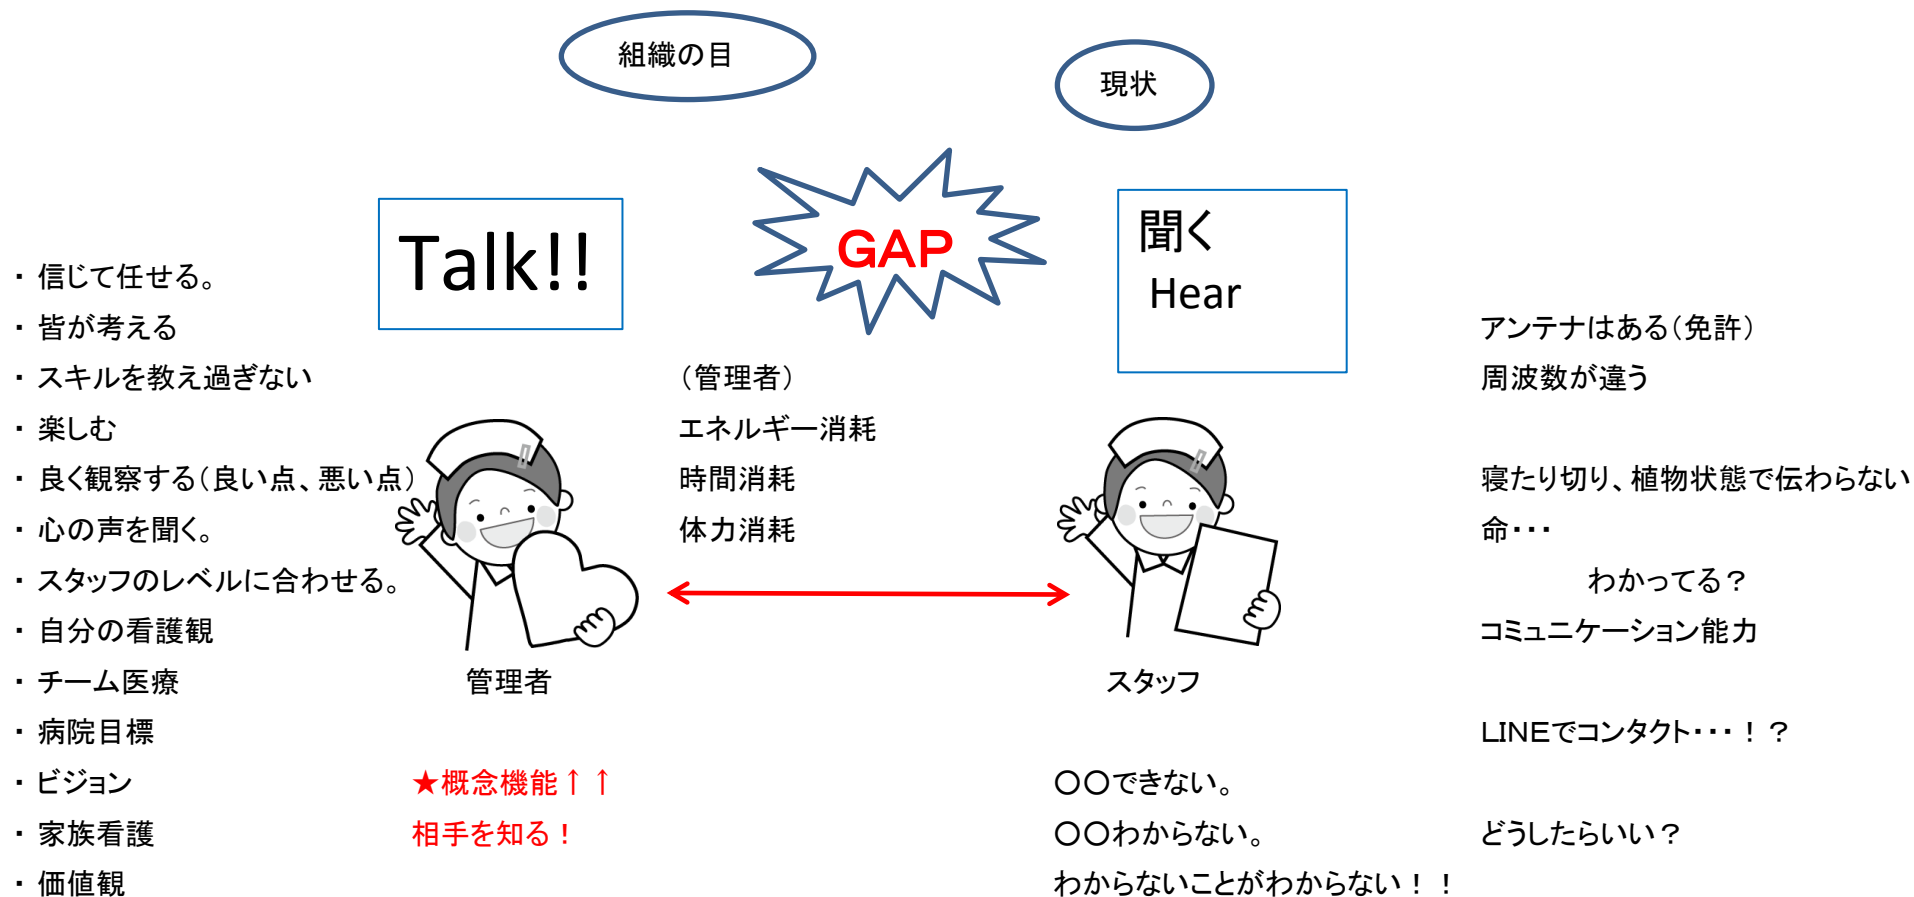 組織の目
現状
GAP
Talk!!
聞く
Hear
・ 信じて任せる。
・ 皆が考える
・ スキルを教え過ぎない
・ 楽しむ
・ 良く観察する（良い点、悪い点）
・ 心の声を聞く。
・ スタッフのレベルに合わせる。
・ 自分の看護観
・ チーム医療
・ 病院目標
・ ビジョン
・ 家族看護
・ 価値観
（管理者）
エネルギー消耗
時間消耗
体力消耗
管理者
スタッフ
★概念機能↑↑
相手を知る！
〇〇できない。
〇〇わからない。
わからないことがわからない！！
アンテナはある（免許）
周波数が違う
寝たり切り、植物状態で伝わらない
命・・・
わかってる？
コミュニケーション能力
LINEでコンタクト・・・！？
どうしたらいい？